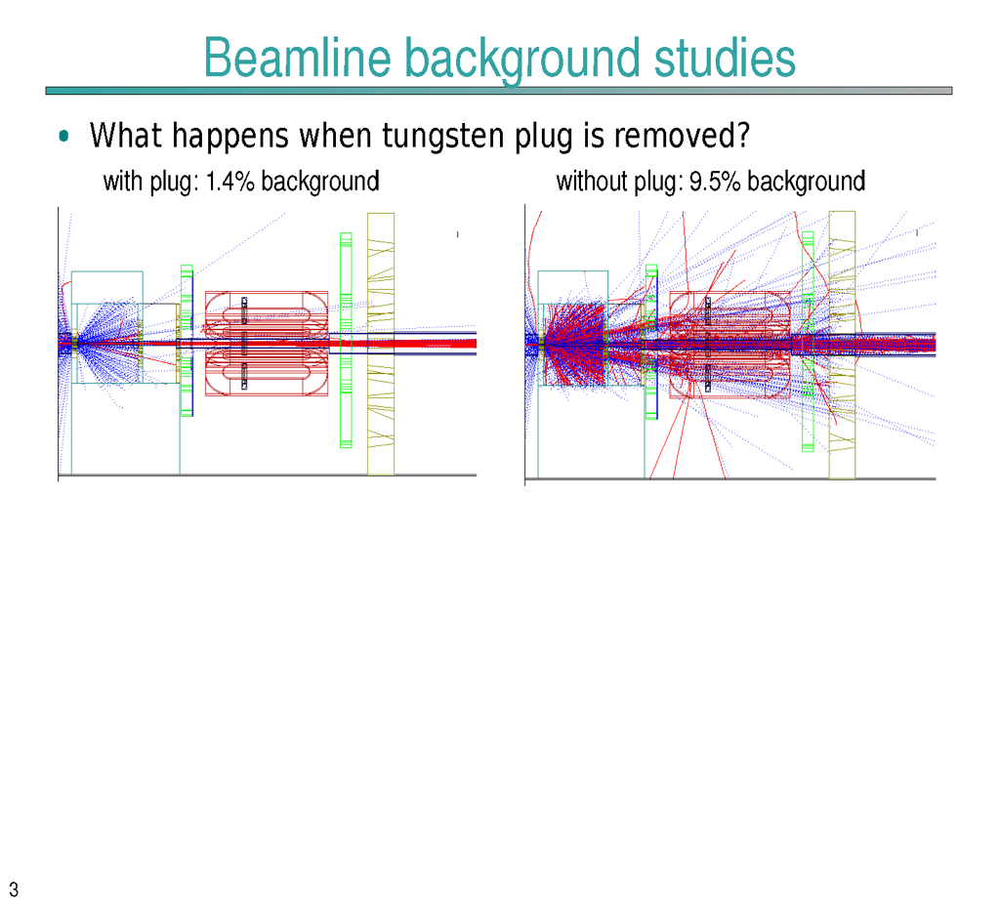 Beamline background studies
• What happens when tungsten plug is removed?
with plug: 1.4% background
without plug: 9.5% background
3